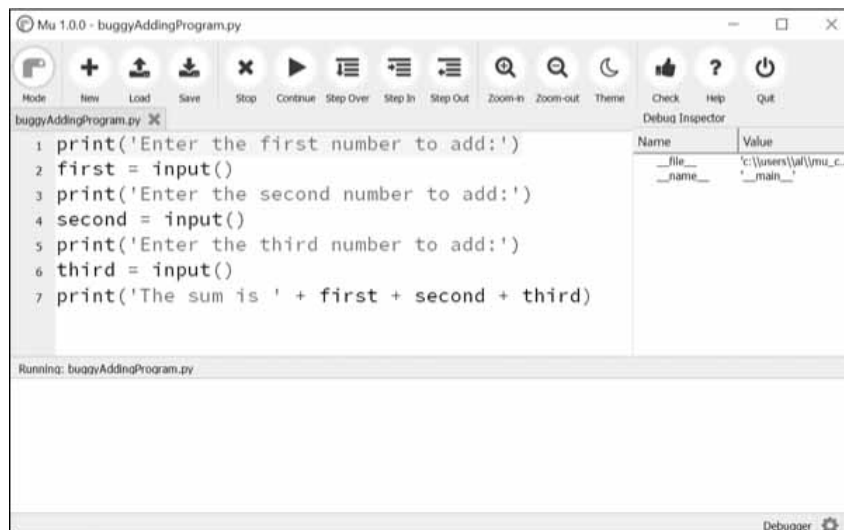 Mu 1.0.0 - buggyAddingProgram.py
Mode New Load Save Stop Continue Step Over Step In Step Out Zoom-in Zoom-out Theme Check Help Quit
buggyAddingProgram.py
1 print('Enter the first number to add:')
2 first = input()
3 print('Enter the second number to add:')
4 second = input()
5 print('Enter the third number to add:')
6 third = input()
7 print('The sum is ' + first + second + third)
Debug Inspector
Name Value
__file__ 'c:\\users\\al\\mu_c...
__name__ '__main__'
Running: buggyAddingProgram.py
Debugger